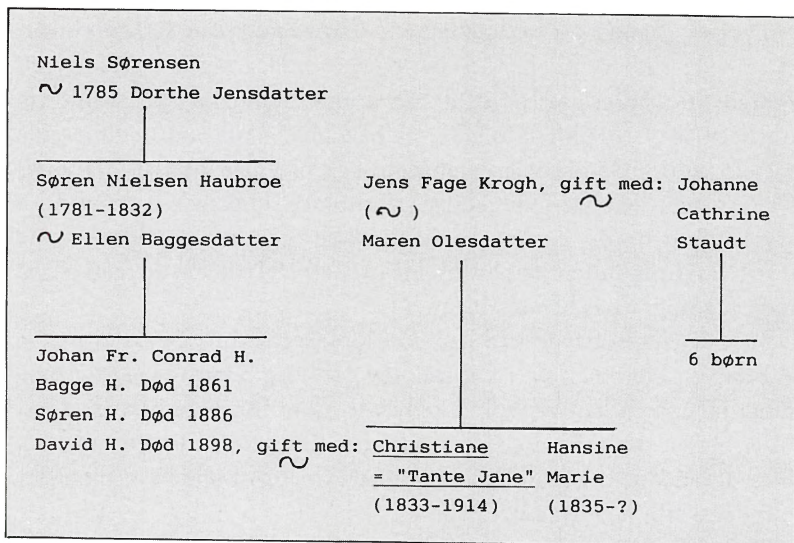 Niels Sørensen
∾ 1785 Dorthe Jensdatter
Søren Nielsen Haubroe
(1781-1832)
∾ Ellen Baggesdatter
Jens Fage Krogh, gift med: Johanne
(∾ ) Cathrine
Maren Olesdatter Staudt
6 børn
Johan Fr. Conrad H.
Bagge H. Død 1861
Søren H. Død 1886
David H. Død 1898, gift med: Christiane Hansine
∾ = "Tante Jane" Marie
(1833-1914) (1835-?)